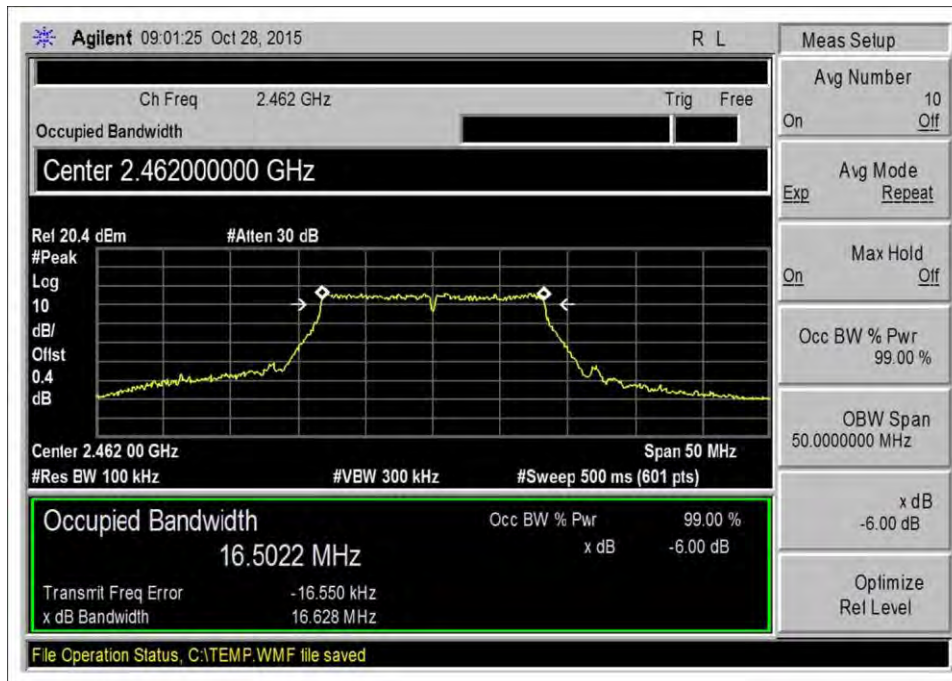 Agilent 09:01:25 Oct 28, 2015 R L
Ch Freq 2.462 GHz Trig Free
Occupied Bandwidth
Center 2.462000000 GHz
Ref 20.4 dBm #Atten 30 dB
#Peak
Log
10
dB/
Offst
0.4
dB
Center 2.462 00 GHz Span 50 MHz
#Res BW 100 kHz #VBW 300 kHz #Sweep 500 ms (601 pts)
Occupied Bandwidth Occ BW % Pwr 99.00 %
16.5022 MHz x dB -6.00 dB
Transmit Freq Error -16.550 kHz
x dB Bandwidth 16.628 MHz
File Operation Status, C:\TEMP.WMF file saved
Meas Setup
Avg Number
10
On Off
Avg Mode
Exp Repeat
Max Hold
On Off
Occ BW % Pwr
99.00 %
OBW Span
50.0000000 MHz
x dB
-6.00 dB
Optimize
Ref Level